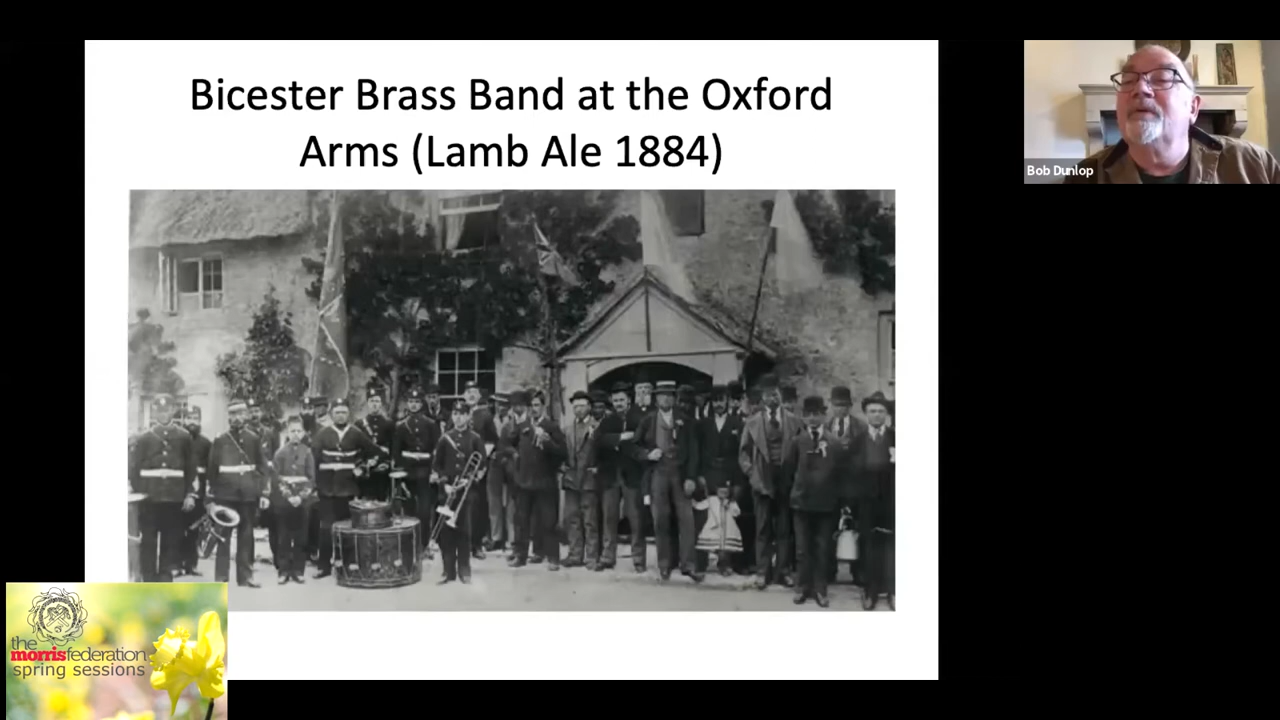 Bicester Brass Band at the Oxford
Arms (Lamb Ale 1884)
Bob Dunlop
the
morrisfederation
spring sessions